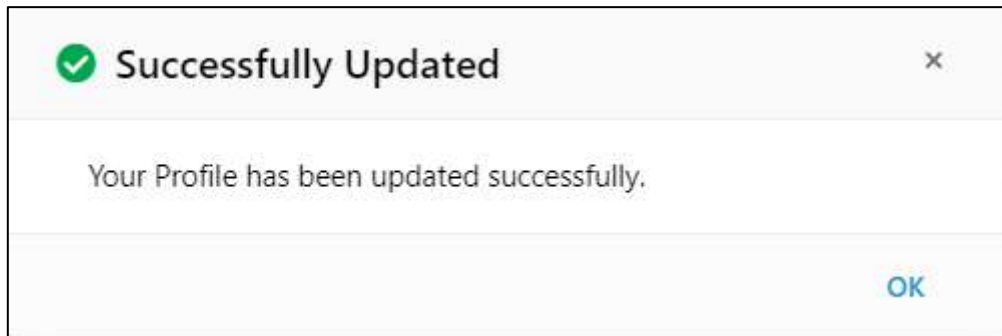 Successfully Updated ×
Your Profile has been updated successfully.
OK